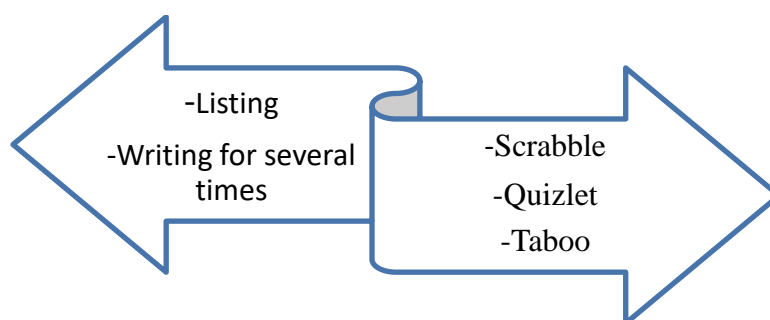 -Listing
-Writing for several
times
-Scrabble
-Quizlet
-Taboo